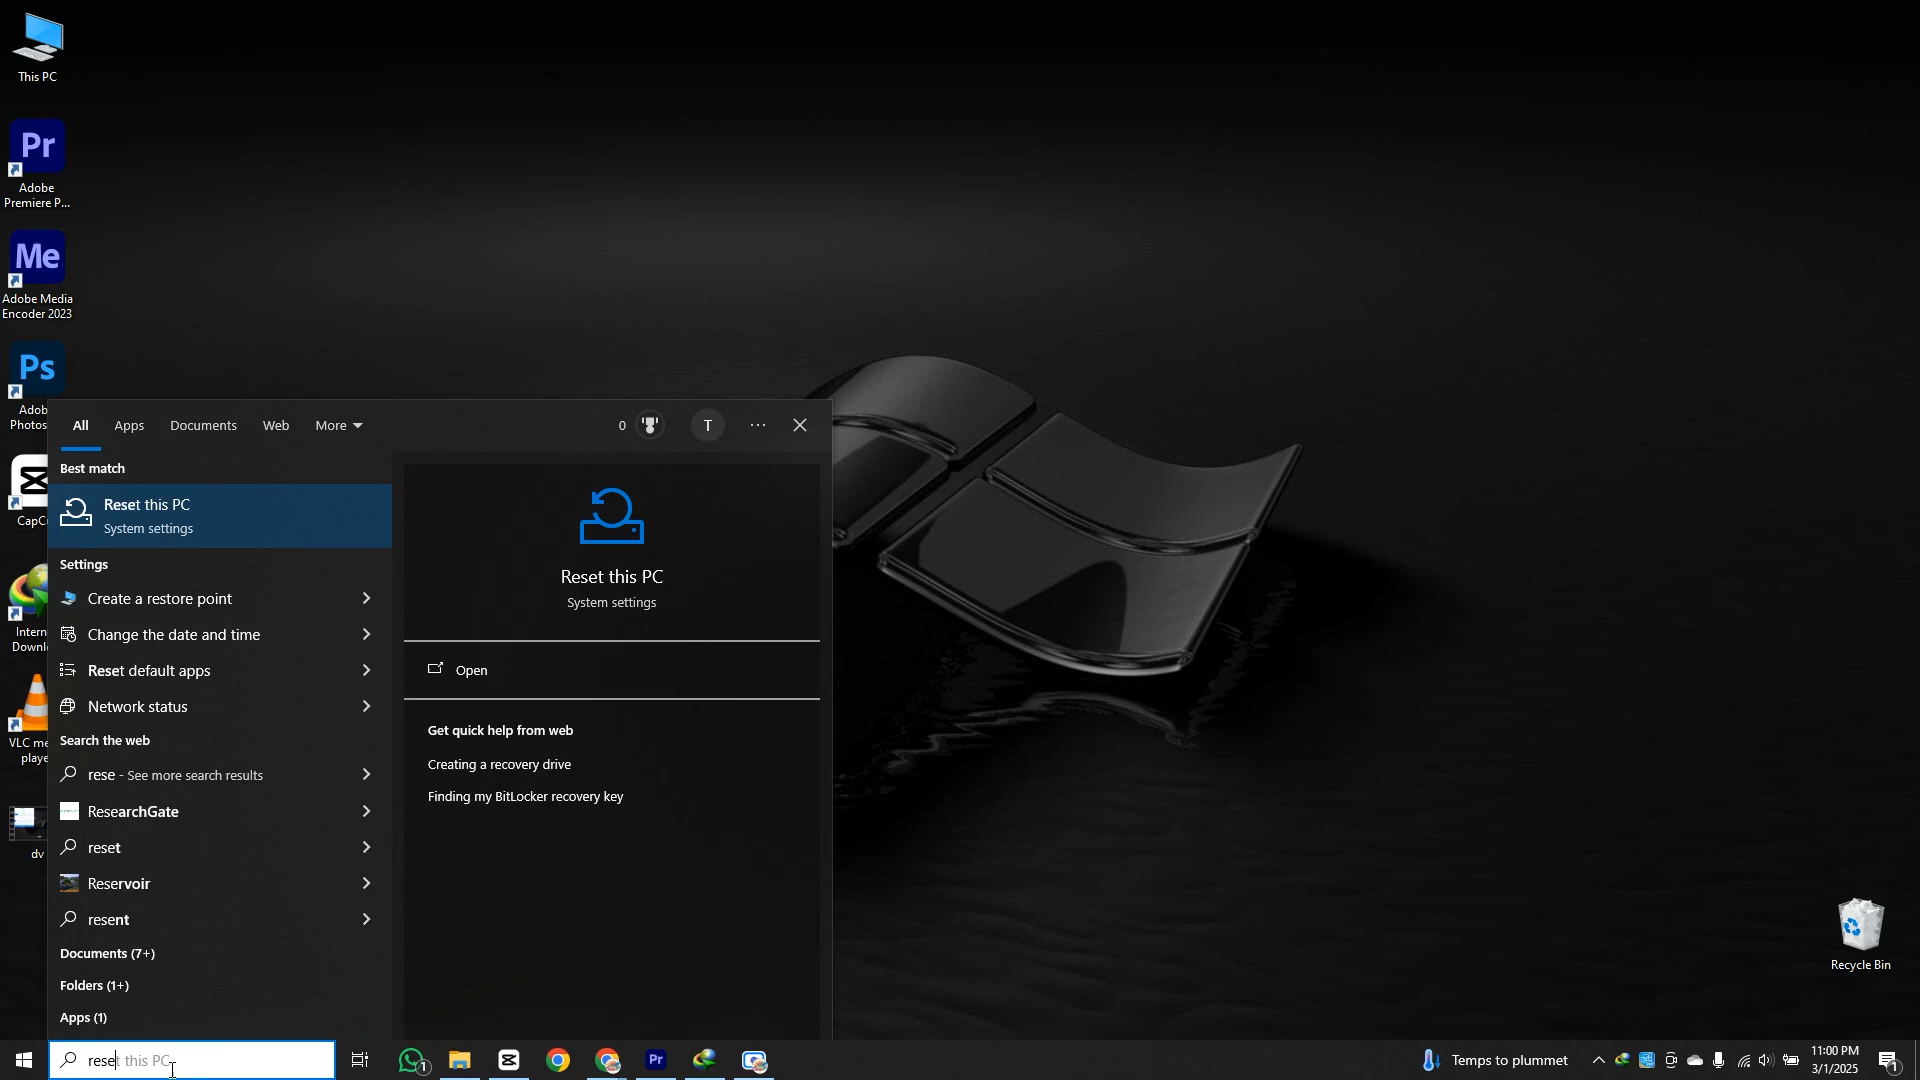 This PC
Pr
Adobe
Premiere P...
Me
Adobe Media
Encoder 2023
Ps
Adob
Photos
CapC
Intern
Downl
VLC me
playe
dv
All
Apps
Documents
Web
More
0
T
Best match
Reset this PC
System settings
Settings
Create a restore point
Change the date and time
Reset default apps
Network status
Search the web
rese - See more search results
ResearchGate
reset
Reservoir
resent
Documents (7+)
Folders (1+)
Apps (1)
Reset this PC
System settings
Open
Get quick help from web
Creating a recovery drive
Finding my BitLocker recovery key
Recycle Bin
reset this PC
1
Pr
Temps to plummet
11:00 PM
3/1/2025
1